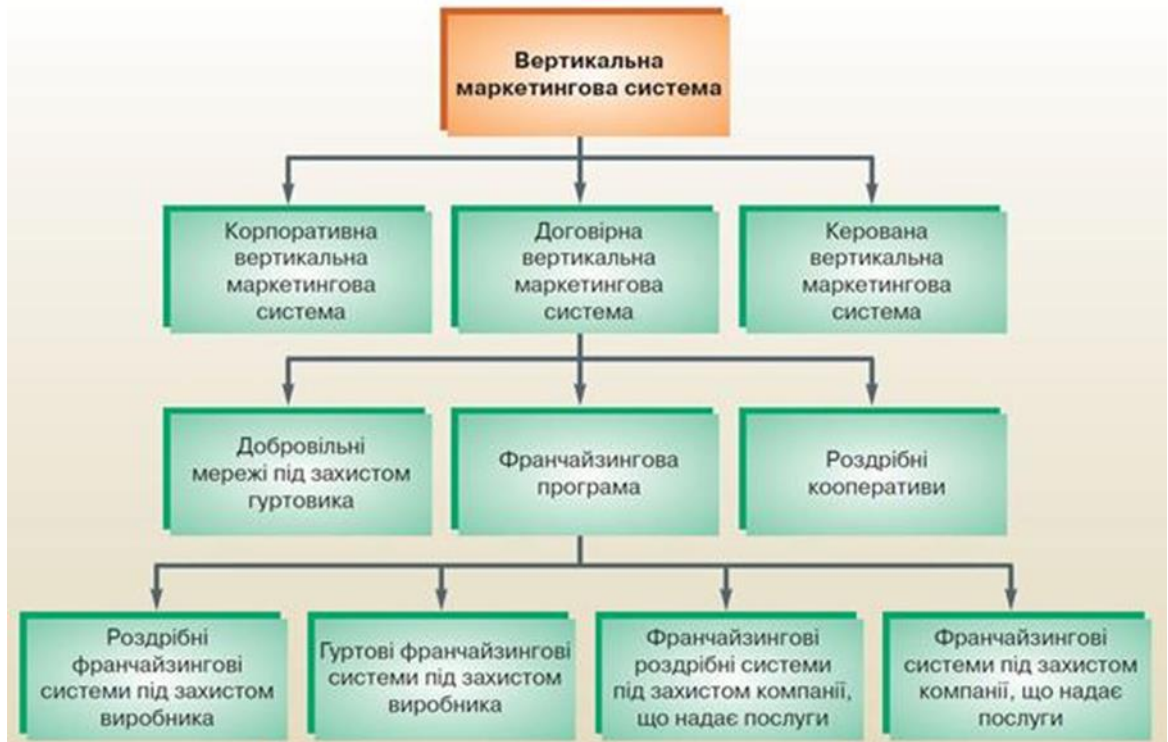 Вертикальна
маркетингова система
Корпоративна
вертикальна
маркетингова
система
Договірна
вертикальна
маркетингова
система
Керована
вертикальна
маркетингова
система
Добровільні
мережі під захистом
гуртовика
Франчайзингова
програма
Роздрібні
кооперативи
Роздрібні
франчайзингові
системи під захистом
виробника
Гуртові франчайзингові
системи під захистом
виробника
Франчайзингові
роздрібні системи
під захистом компанії,
що надає послуги
Франчайзингові
системи під захистом
компанії, що надає
послуги